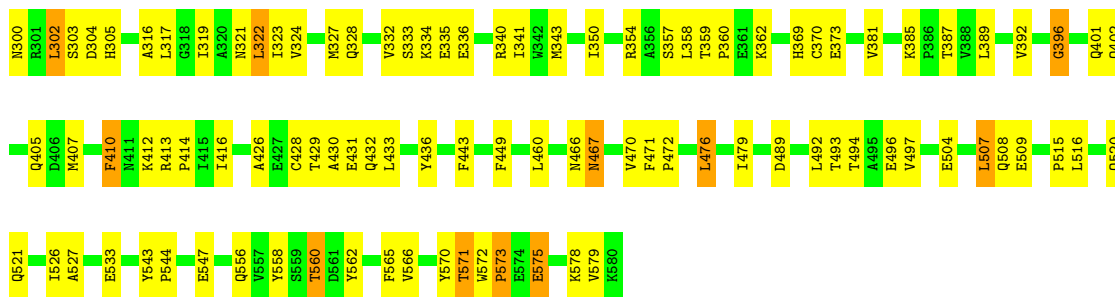 N300 R301 L302 S303 D304 H305 A316 L317 G318 I319 A320 N321 L322 I323 V324 M327 Q328 V332 S333 K334 E335 E336 R340 I341 W342 M343 I350 R354 A356 S357 L358 T359 P360 E361 K362 H369 C370 E373 V381 K385 P386 T387 V388 L389 V392 G396 Q401
Q405 D406 M407 F410 N411 K412 R413 P414 I415 I416 A426 E427 C428 T429 A430 E431 Q432 L433 Y436 F443 F449 L460 N466 N467 V470 F471 P472 L476 I479 D489 L492 T493 T494 A495 E496 V497 E504 L507 Q508 E509 P515 L516
Q521 I526 A527 E533 Y543 P544 E547 Q556 V557 Y558 S559 T560 D561 Y562 F565 V566 Y570 T571 W572 P573 E574 E575 K578 V579 K580